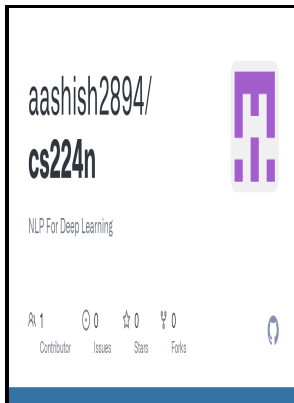 aashish2894/
cs224n
NLP For Deep Learning
1 0 0 0
Contributor Issues Stars Forks